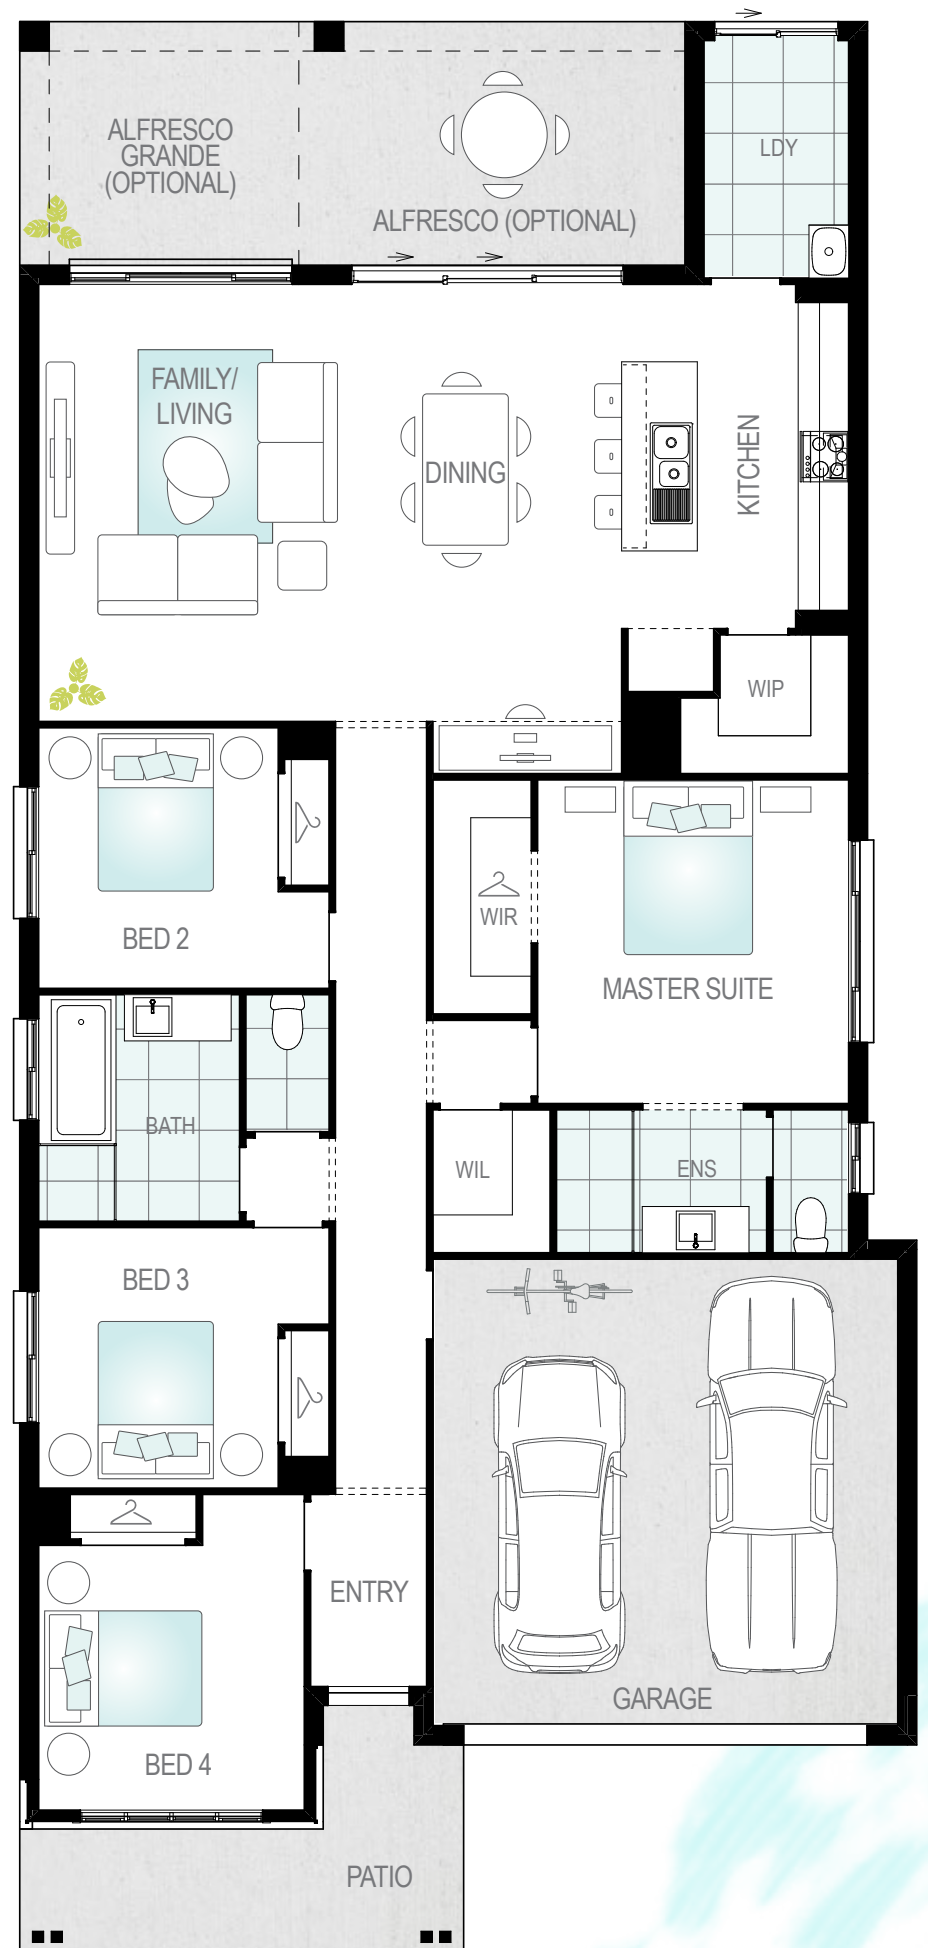 ALFRESCO
GRANDE
(OPTIONAL)
ALFRESCO (OPTIONAL)
LDY
FAMILY/
LIVING
DINING
KITCHEN
WIP
BED 2
WIR
MASTER SUITE
BATH
WIL
ENS
BED 3
ENTRY
GARAGE
BED 4
PATIO